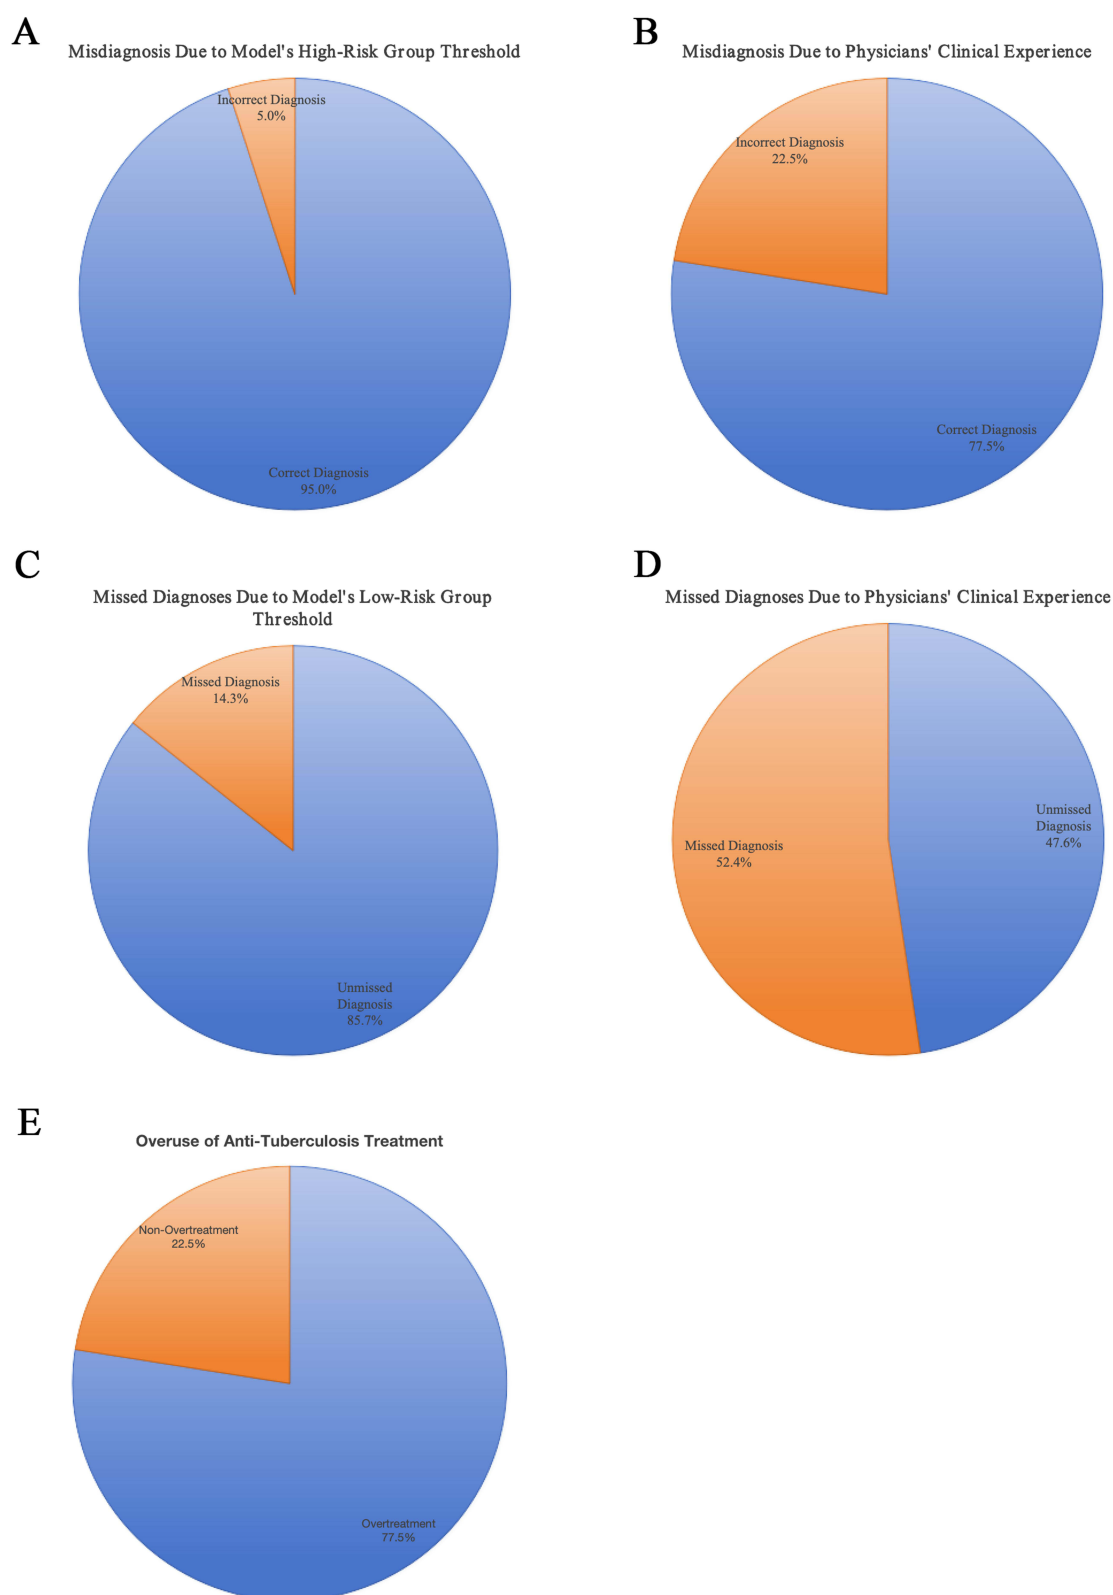 A
Misdiagnosis Due to Model's High-Risk Group Threshold
Incorrect Diagnosis
5.0%
Correct Diagnosis
95.0%
B
Misdiagnosis Due to Physicians' Clinical Experience
Incorrect Diagnosis
22.5%
Correct Diagnosis
77.5%
C
Missed Diagnoses Due to Model's Low-Risk Group
Threshold
Missed Diagnosis
14.3%
Unmissed
Diagnosis
85.7%
D
Missed Diagnoses Due to Physicians' Clinical Experience
Unmissed
Diagnosis
47.6%
Missed Diagnosis
52.4%
E
Overuse of Anti-Tuberculosis Treatment
Non-Overtreatment
22.5%
Overtreatment
77.5%